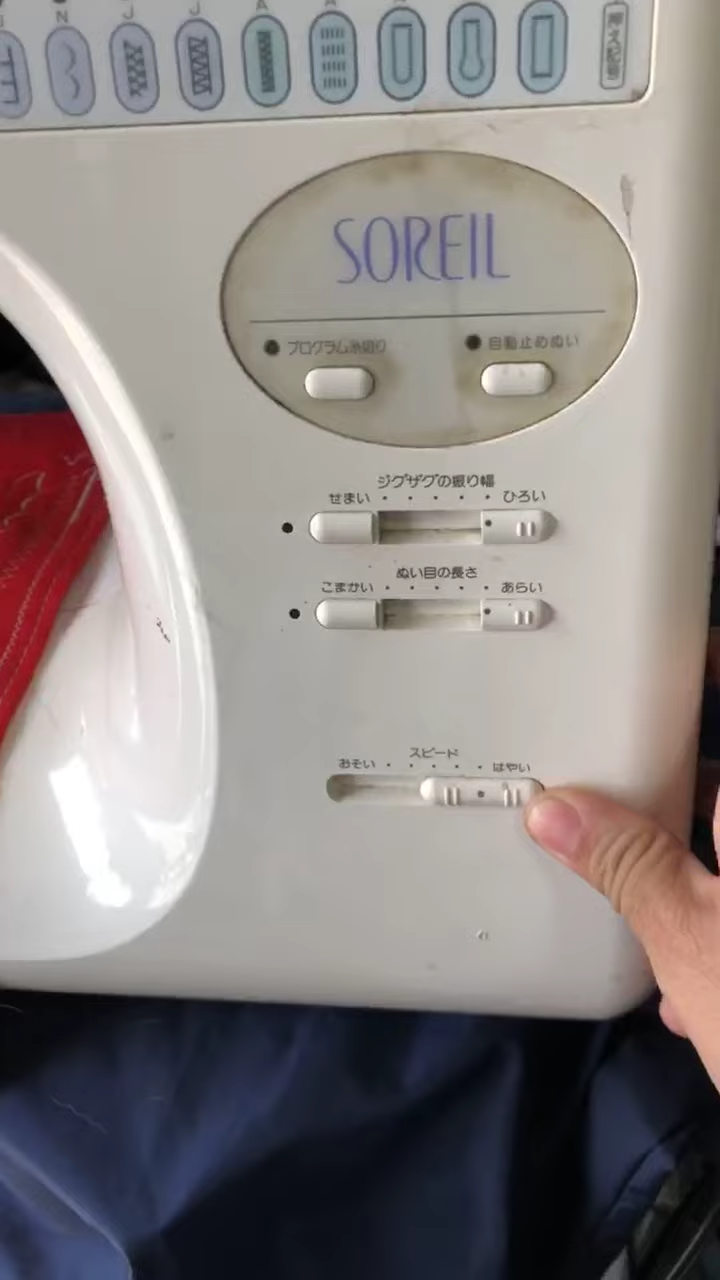 N J J A A
SOREIL
プログラム糸切り 自動止めぬい
ジグザグの振り幅
せまい ひろい
ぬい目の長さ
こまかい あらい
スピード
おそい はやい